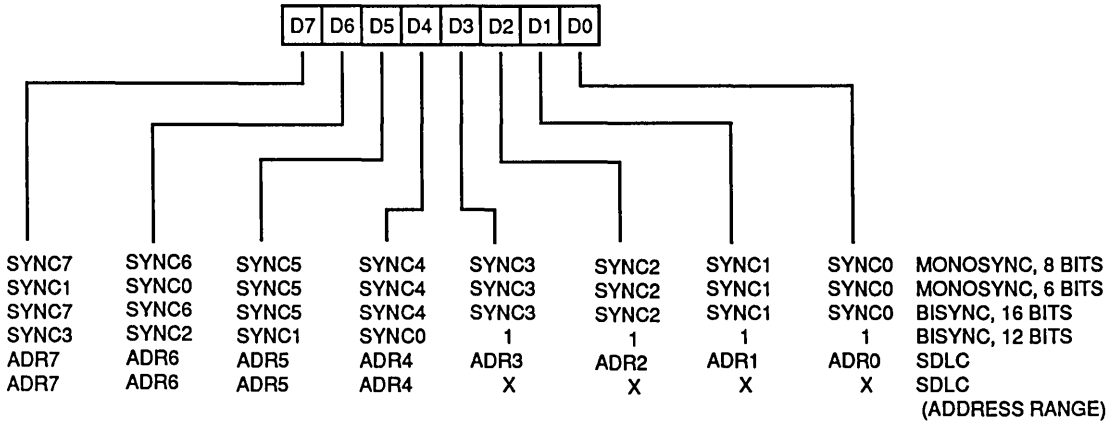 D7 D6 D5 D4 D3 D2 D1 D0
SYNC7 SYNC6 SYNC5 SYNC4 SYNC3 SYNC2 SYNC1 SYNC0 MONOSYNC, 8 BITS
SYNC1 SYNC0 SYNC5 SYNC4 SYNC3 SYNC2 SYNC1 SYNC0 MONOSYNC, 6 BITS
SYNC7 SYNC6 SYNC5 SYNC4 SYNC3 SYNC2 SYNC1 SYNC0 BISYNC, 16 BITS
SYNC3 SYNC2 SYNC1 SYNC0 1 1 1 1 BISYNC, 12 BITS
ADR7 ADR6 ADR5 ADR4 ADR3 ADR2 ADR1 ADR0 SDLC
ADR7 ADR6 ADR5 ADR4 X X X X SDLC
(ADDRESS RANGE)